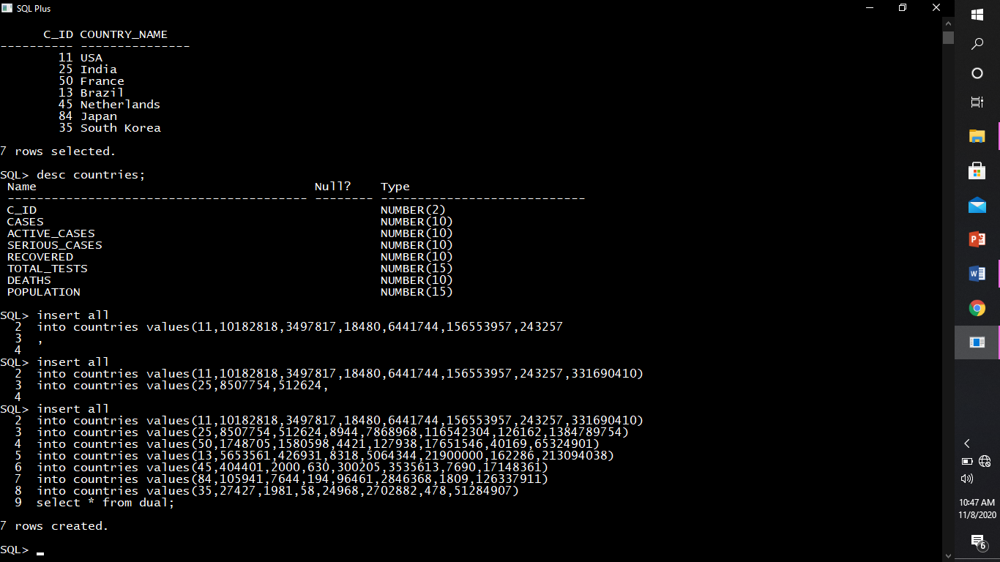 SQL Plus
C_ID COUNTRY_NAME
---------- ---------------
11 USA
25 India
50 France
13 Brazil
45 Netherlands
84 Japan
35 South Korea
7 rows selected.
SQL> desc countries;
Name Null? Type
----------------------------------------- -------- ----------------------------
C_ID NUMBER(2)
CASES NUMBER(10)
ACTIVE_CASES NUMBER(10)
SERIOUS_CASES NUMBER(10)
RECOVERED NUMBER(10)
TOTAL_TESTS NUMBER(15)
DEATHS NUMBER(10)
POPULATION NUMBER(15)
SQL> insert all
2 into countries values(11,10182818,3497817,18480,6441744,156553957,243257
3 ,
4
SQL> insert all
2 into countries values(11,10182818,3497817,18480,6441744,156553957,243257,331690410)
3 into countries values(25,8507754,512624,
4
SQL> insert all
2 into countries values(11,10182818,3497817,18480,6441744,156553957,243257,331690410)
3 into countries values(25,8507754,512624,8944,7868968,116542304,126162,1384789754)
4 into countries values(50,1748705,1580598,4421,127938,17651546,40169,65324901)
5 into countries values(13,5653561,426931,8318,5064344,21900000,162286,213094038)
6 into countries values(45,404401,2000,630,300205,3535613,7690,17148361)
7 into countries values(84,105941,7644,194,96461,2846368,1809,126337911)
8 into countries values(35,27427,1981,58,24968,2702882,478,51284907)
9 select * from dual;
7 rows created.
SQL> _
10:47 AM
11/8/2020
6